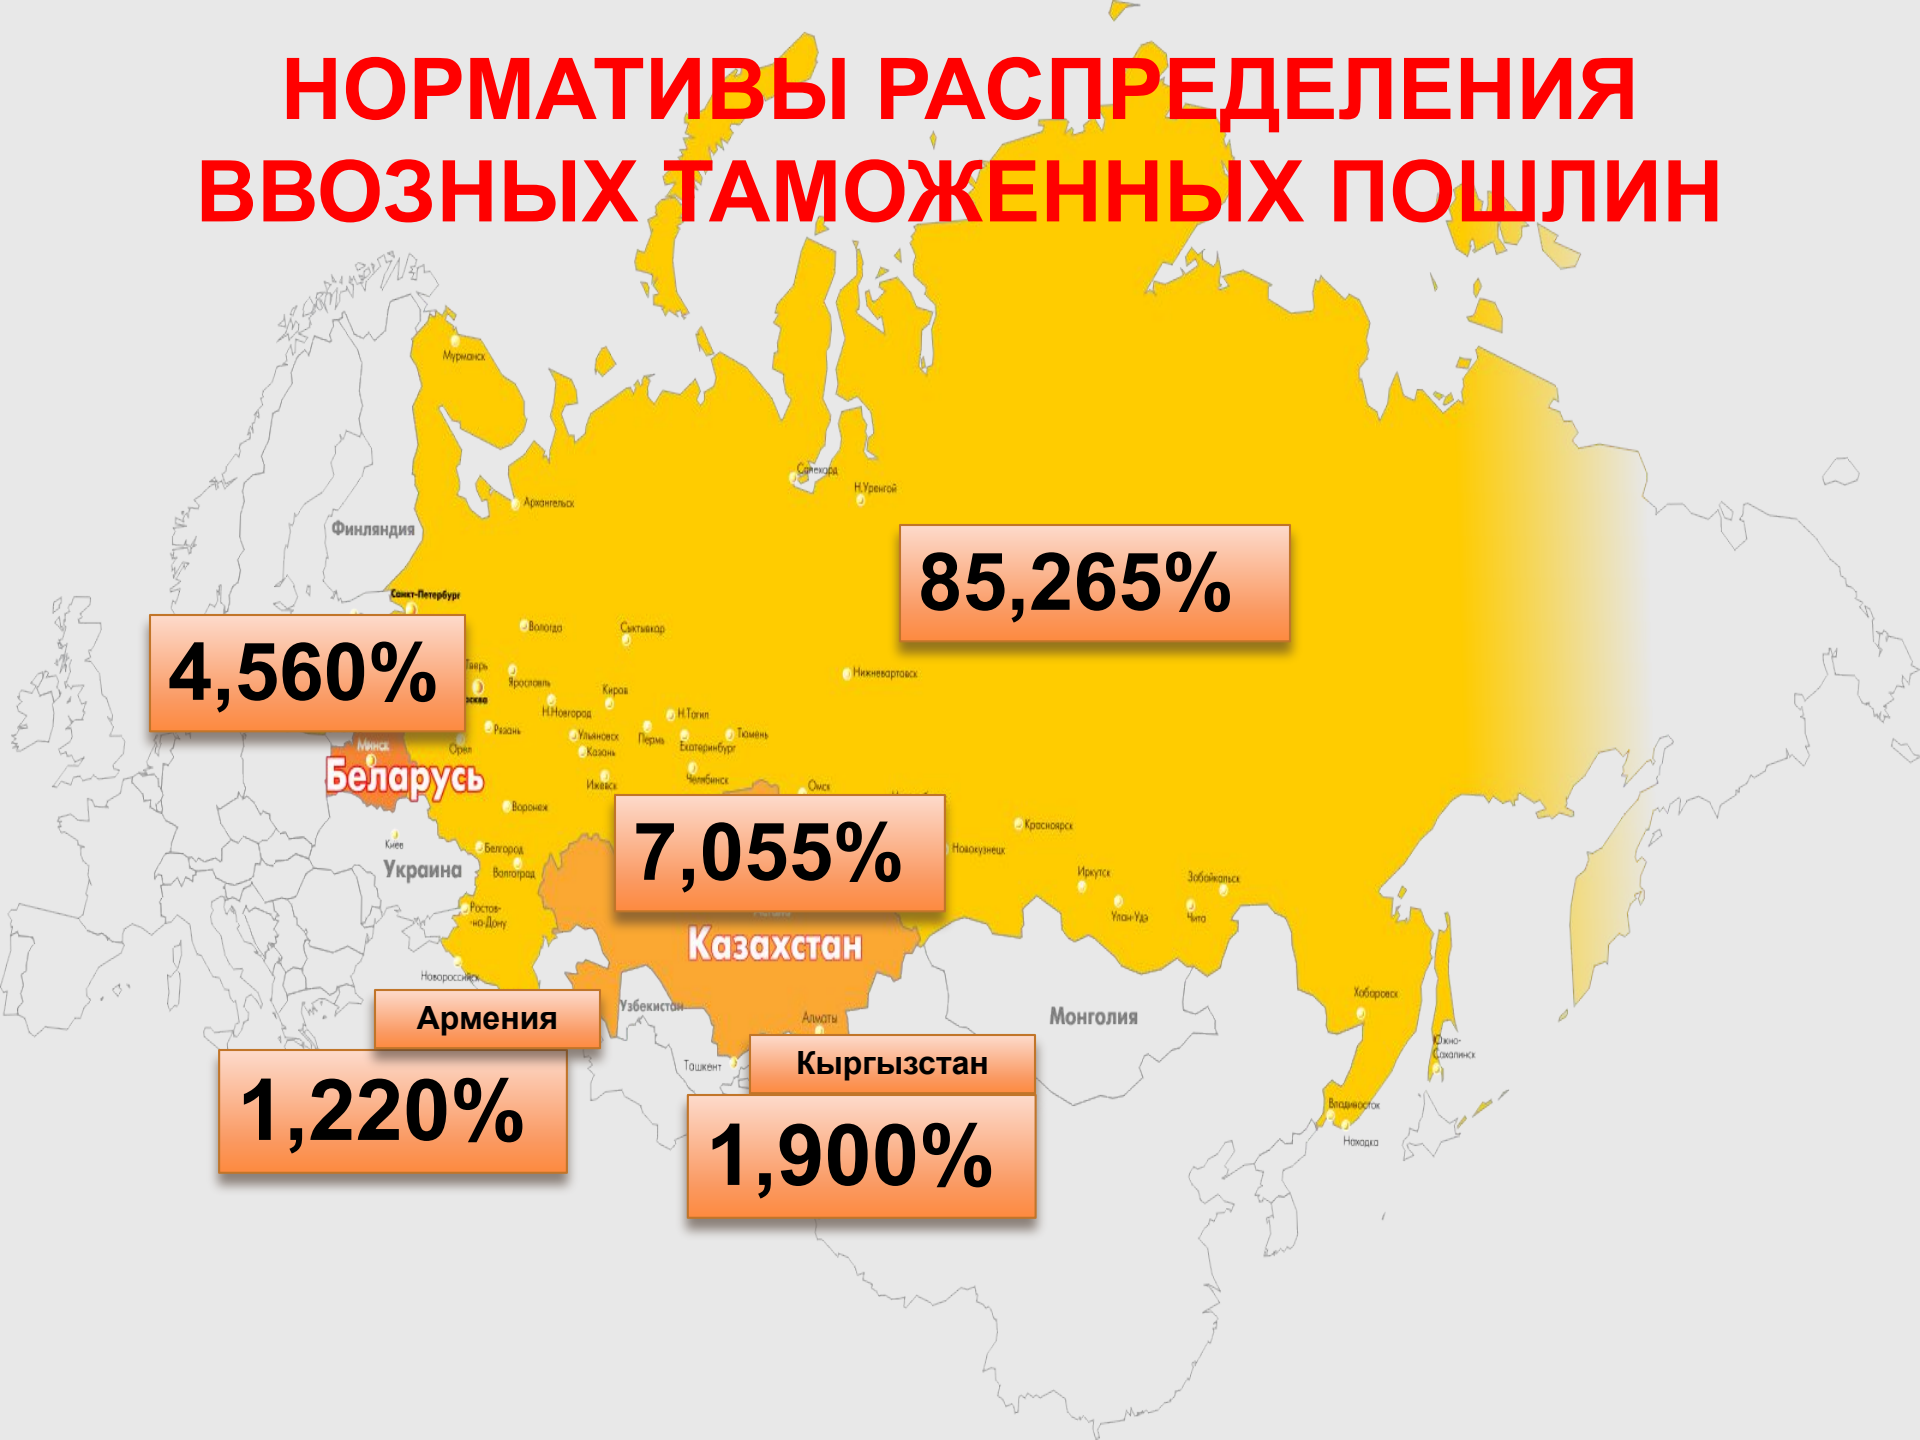 НОРМАТИВЫ РАСПРЕДЕЛЕНИЯ
ВВОЗНЫХ ТАМОЖЕННЫХ ПОШЛИН
Мурманск
Салехард
Н.Уренгой
Архангельск
Финляндия
85,265%
Санкт-Петербург
Вологда
Сыктывкар
4,560%
Тверь
Ярославль
Нижневартовск
Киров
Н.Новгород
Н.Тагил
Рязань
Ульяновск
Пермь
Тюмень
Екатеринбург
Минск
Орел
Казань
Беларусь
Челябинск
Ижевск
Омск
Воронеж
7,055%
Красноярск
Киев
Белгород
Новокузнецк
Украина
Волгоград
Иркутск
Забайкальск
Ростов-
-на-Дону
Улан-Удэ
Чита
Казахстан
Новороссийск
Хабаровск
Армения
Узбекистан
Алматы
Монголия
Южно-
Сахалинск
Ташкент
Кыргызстан
1,220%
Владивосток
1,900%
Находка